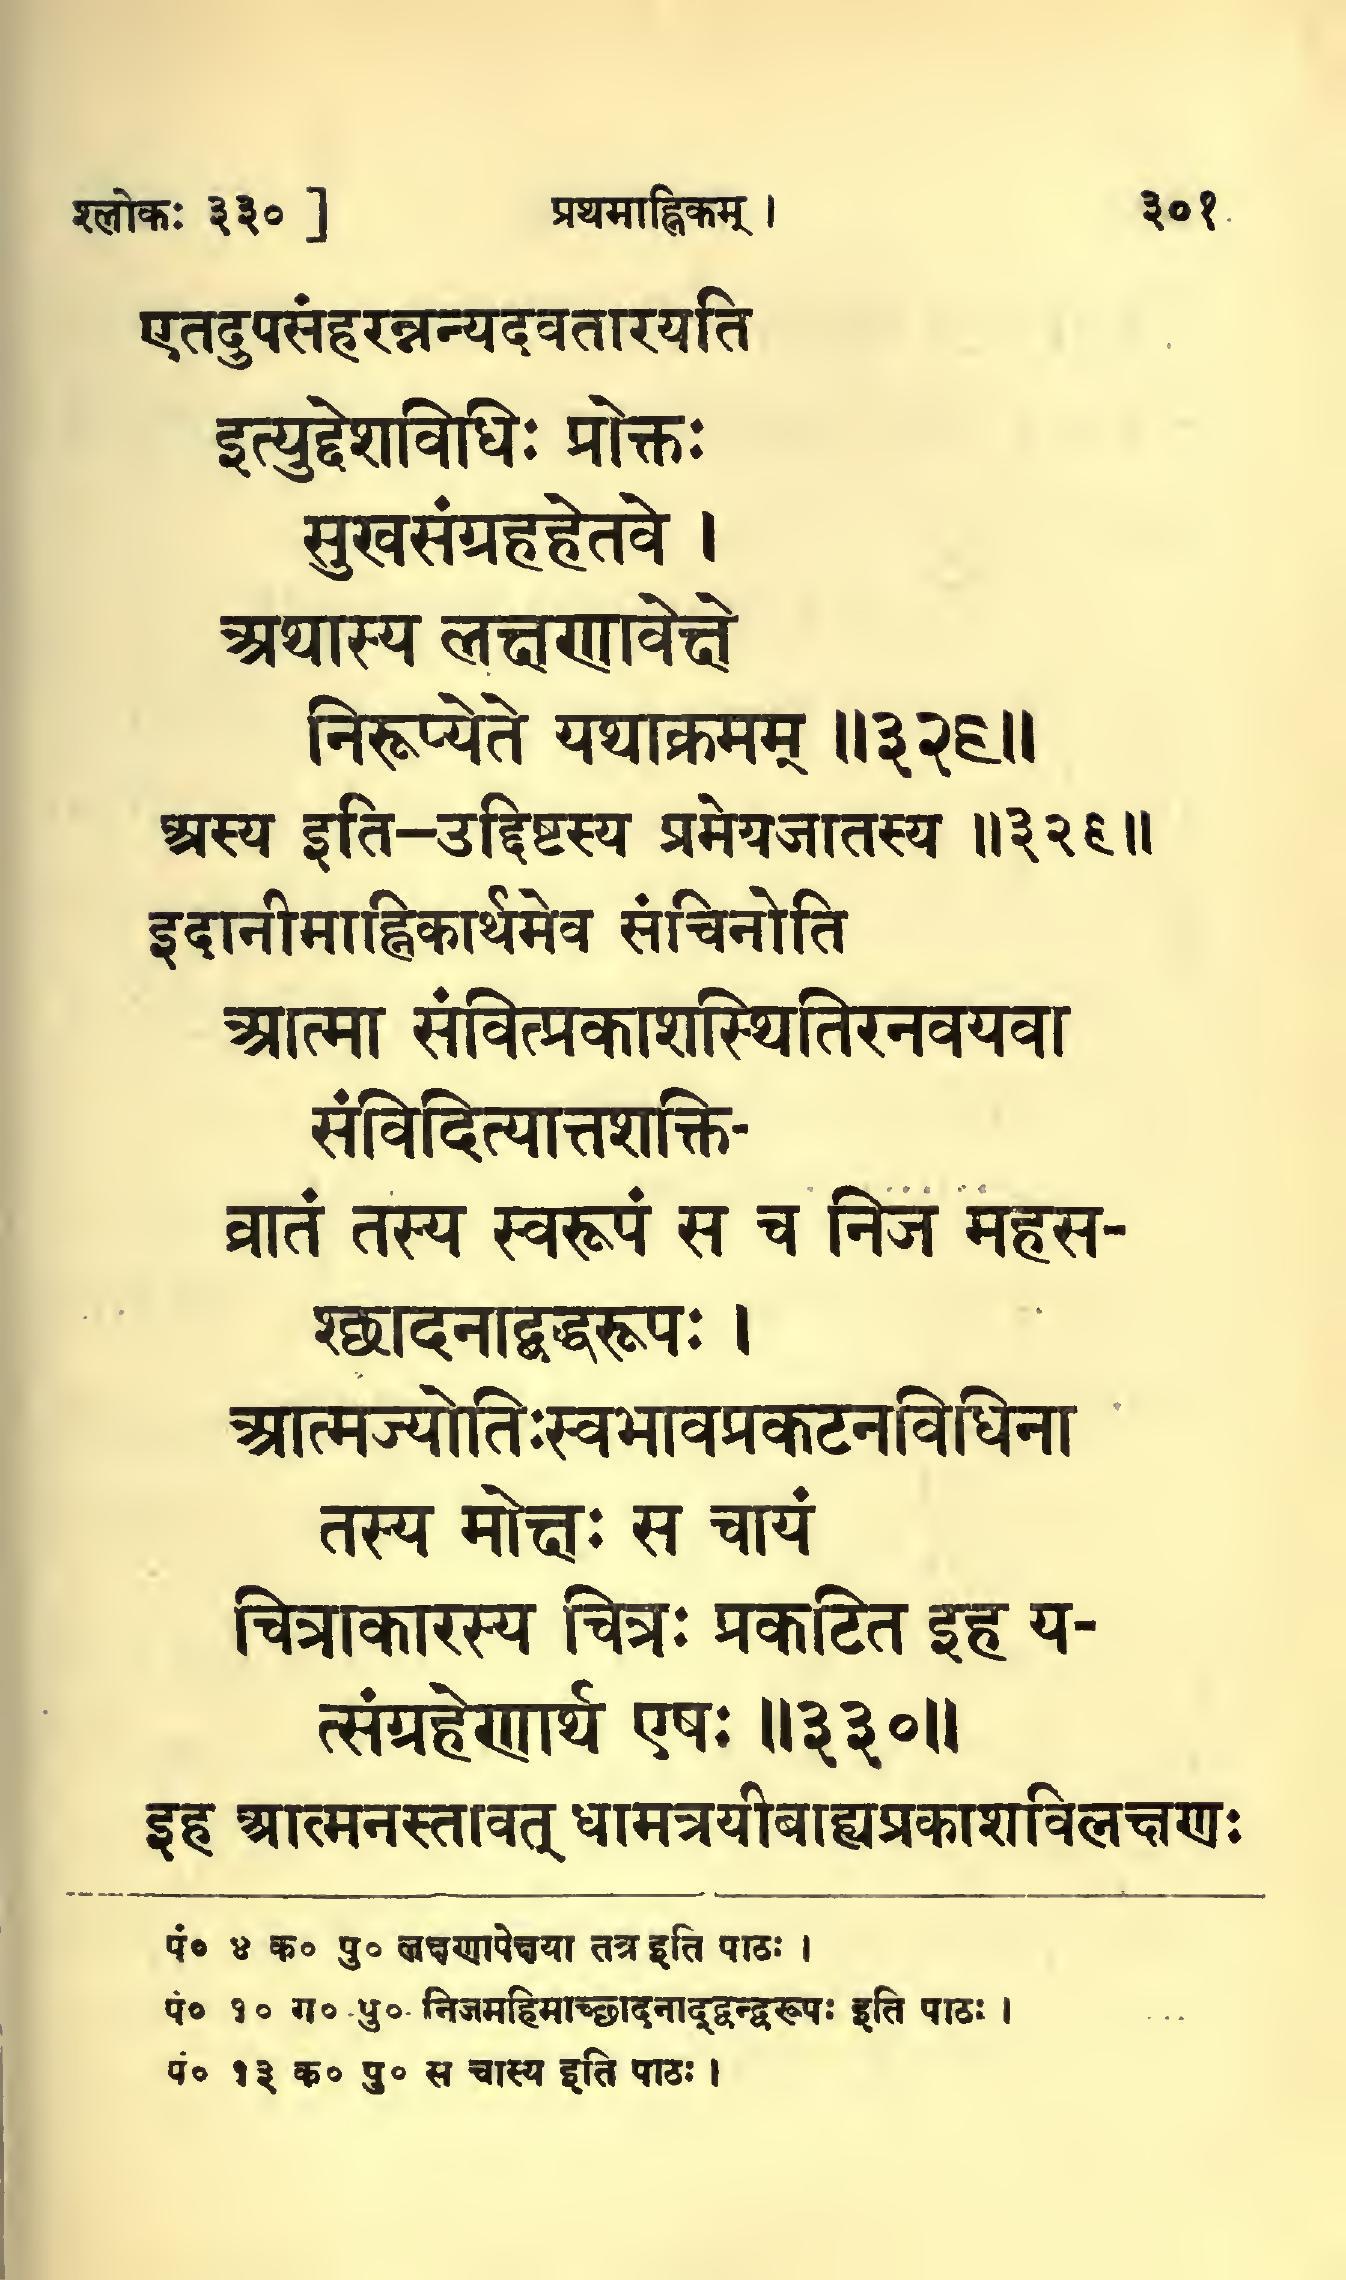 श्लोकः ३३० ] प्रथमाह्निकम् । ३०१
एतदुपसंहरन्नन्यदवतारयति
इत्युद्देशविधिः प्रोक्तः
सुखसंग्रहहेतवे ।
अथास्य लक्षणावेक्षे
निरूप्येते यथाक्रमम् ॥३२९॥
अस्य इति–उद्दिष्टस्य प्रमेयजातस्य ॥३२९॥
इदानीमाह्निकार्थमेव संचिनोति
आत्मा संवित्प्रकाशस्थितिरनवयवा
संविदित्यात्तशक्ति-
व्रातं तस्य स्वरूपं स च निज महस-
श्छादनाद्बद्धरूपः ।
आत्मज्योतिःस्वभावप्रकटनविधिना
तस्य मोक्षः स चायं
चित्राकारस्य चित्रः प्रकटित इह य-
त्संग्रहेणार्थ एषः ॥३३०॥
इह आत्मनस्तावत् धामत्रयीबाह्यप्रकाशविलक्षणः
पं० ४ क० पु० लक्षणापेक्षया तत्र इति पाठः ।
पं० १० ग० पु० निजमहिमाच्छादनाद्द्वन्द्वरूपः इति पाठः ।
पं० १३ क० पु० स चास्य इति पाठः ।